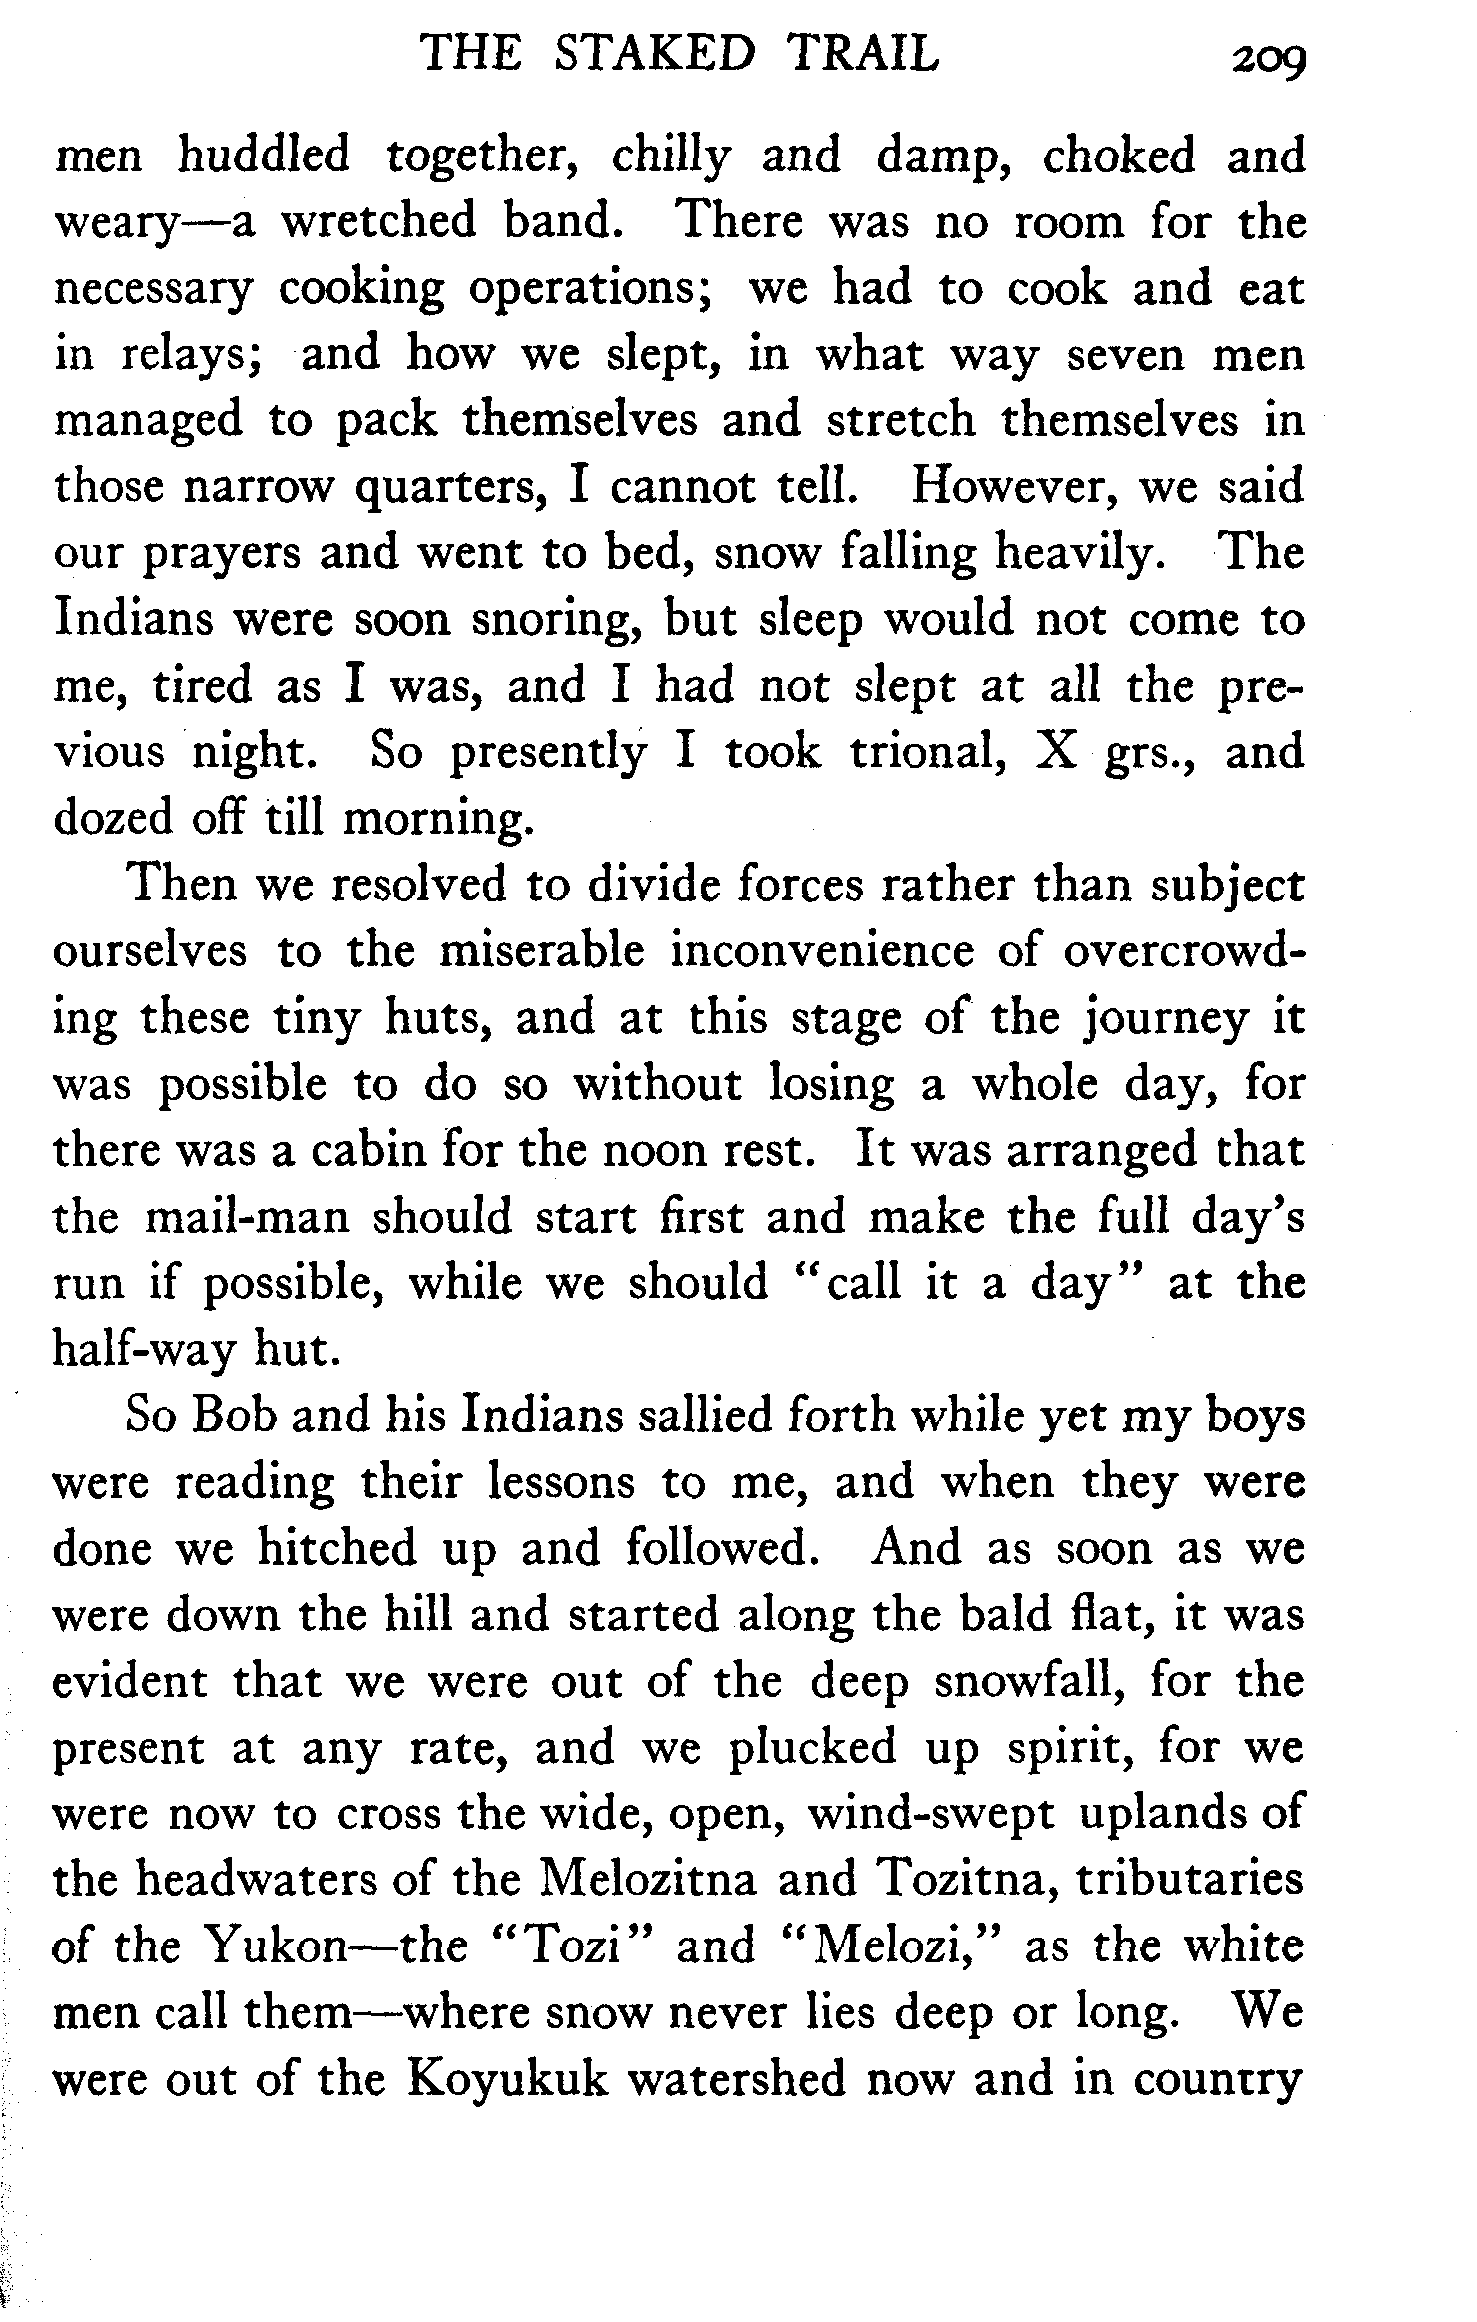 THE STAKED TRAIL 209
men huddled together, chilly and damp, choked and
weary—a wretched band. There was no room for the
necessary cooking operations; we had to cook and eat
in relays; and how we slept, in what way seven men
managed to pack themselves and stretch themselves in
those narrow quarters, I cannot tell. However, we said
our prayers and went to bed, snow falling heavily. The
Indians were soon snoring, but sleep would not come to
me, tired as I was, and I had not slept at all the pre-
vious night. So presently I took trional, X grs., and
dozed off till morning.
Then we resolved to divide forces rather than subject
ourselves to the miserable inconvenience of overcrowd-
ing these tiny huts, and at this stage of the journey it
was possible to do so without losing a whole day, for
there was a cabin for the noon rest. It was arranged that
the mail-man should start first and make the full day's
run if possible, while we should "call it a day" at the
half-way hut.
So Bob and his Indians sallied forth while yet my boys
were reading their lessons to me, and when they were
done we hitched up and followed. And as soon as we
were down the hill and started along the bald flat, it was
evident that we were out of the deep snowfall, for the
present at any rate, and we plucked up spirit, for we
were now to cross the wide, open, wind-swept uplands of
the headwaters of the Melozitna and Tozitna, tributaries
of the Yukon—the "Tozi" and "Melozi," as the white
men call them—where snow never lies deep or long. We
were out of the Koyukuk watershed now and in country